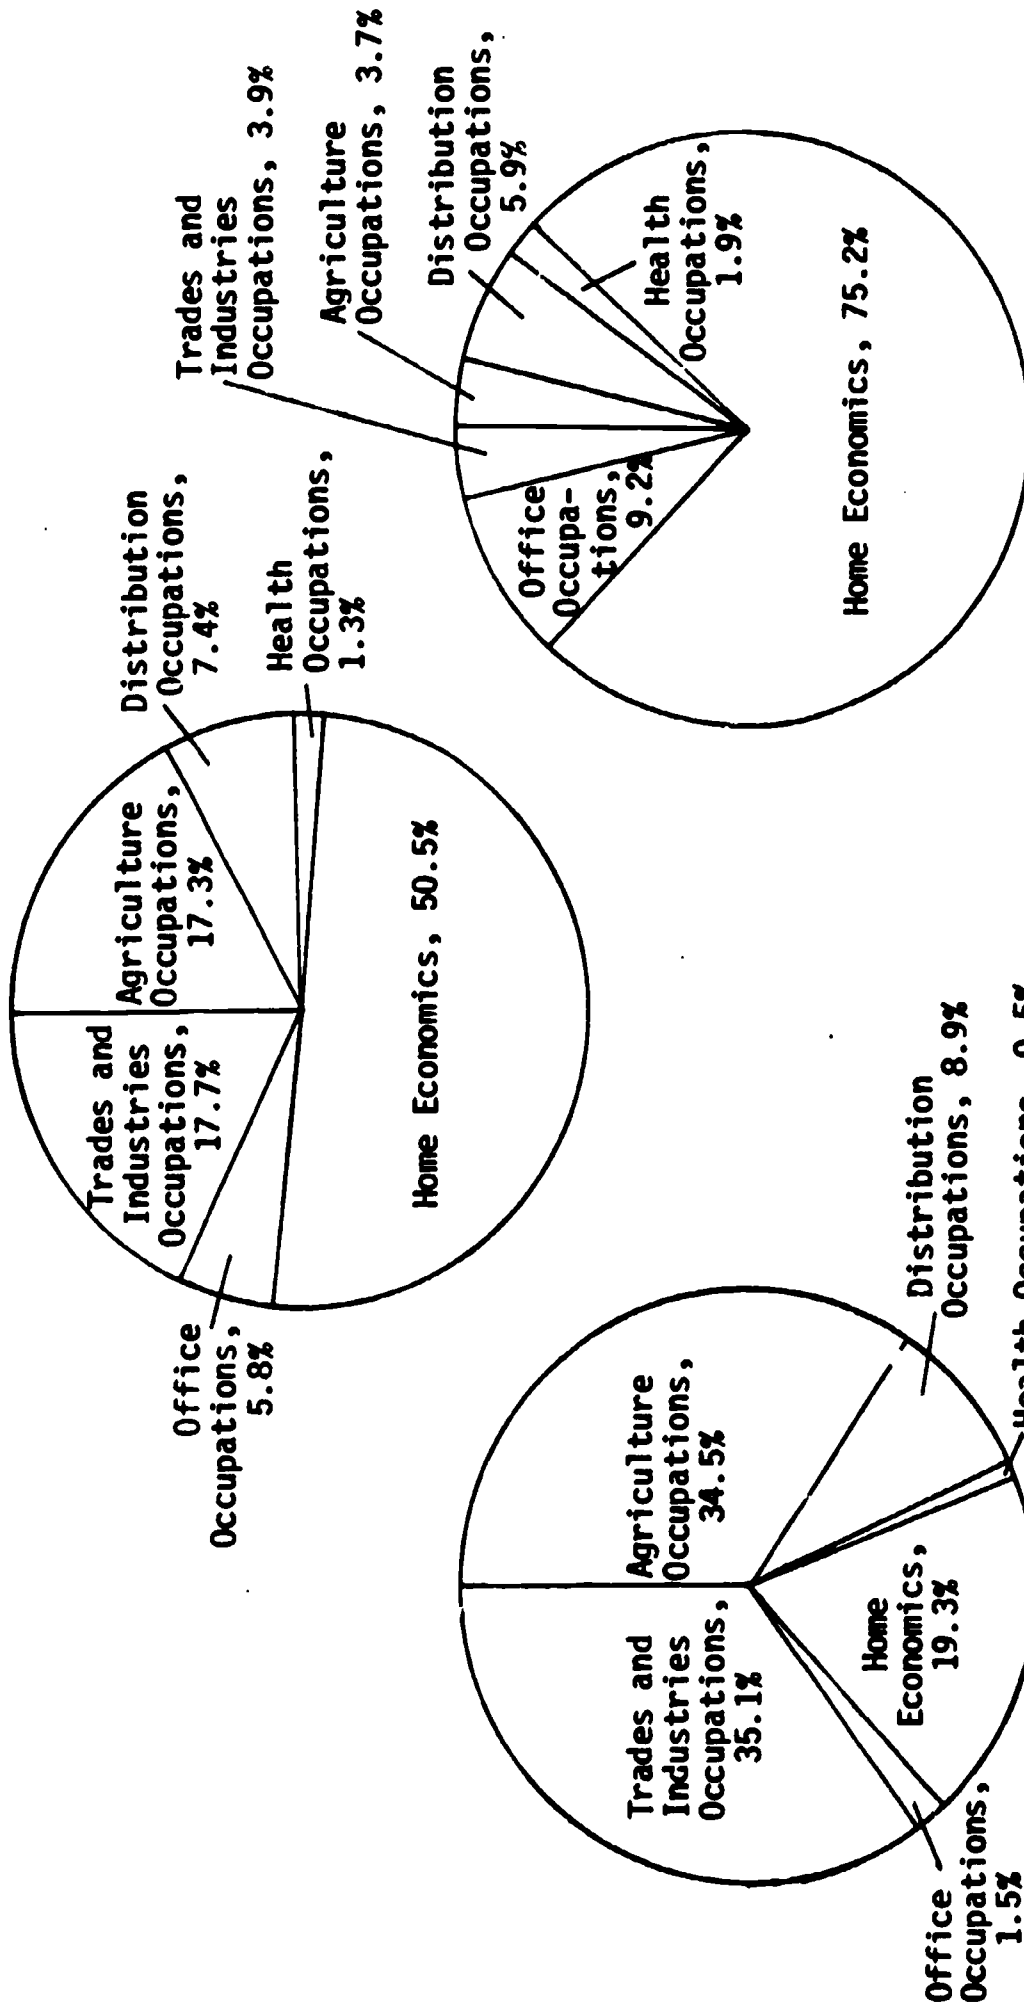 Trades and
Industries
Occupations,
17.7%
Agriculture
Occupations,
17.3%
Distribution
Occupations,
7.4%
Health
Occupations,
1.3%
Office
Occupations,
5.8%
Home Economics, 50.5%
Trades and
Industries
Occupations,
35.1%
Agriculture
Occupations,
34.5%
Home
Economics,
19.3%
Distribution
Occupations, 8.9%
Office
Occupations,
1.5%
Health Occupations,
Trades and
Industries
Occupations, 3.9%
Agriculture
Occupations, 3.7%
Distribution
Occupations,
5.9%
Office
Occupa-
tions,
9.2%
Health
Occupations,
1.9%
Home Economics, 75.2%